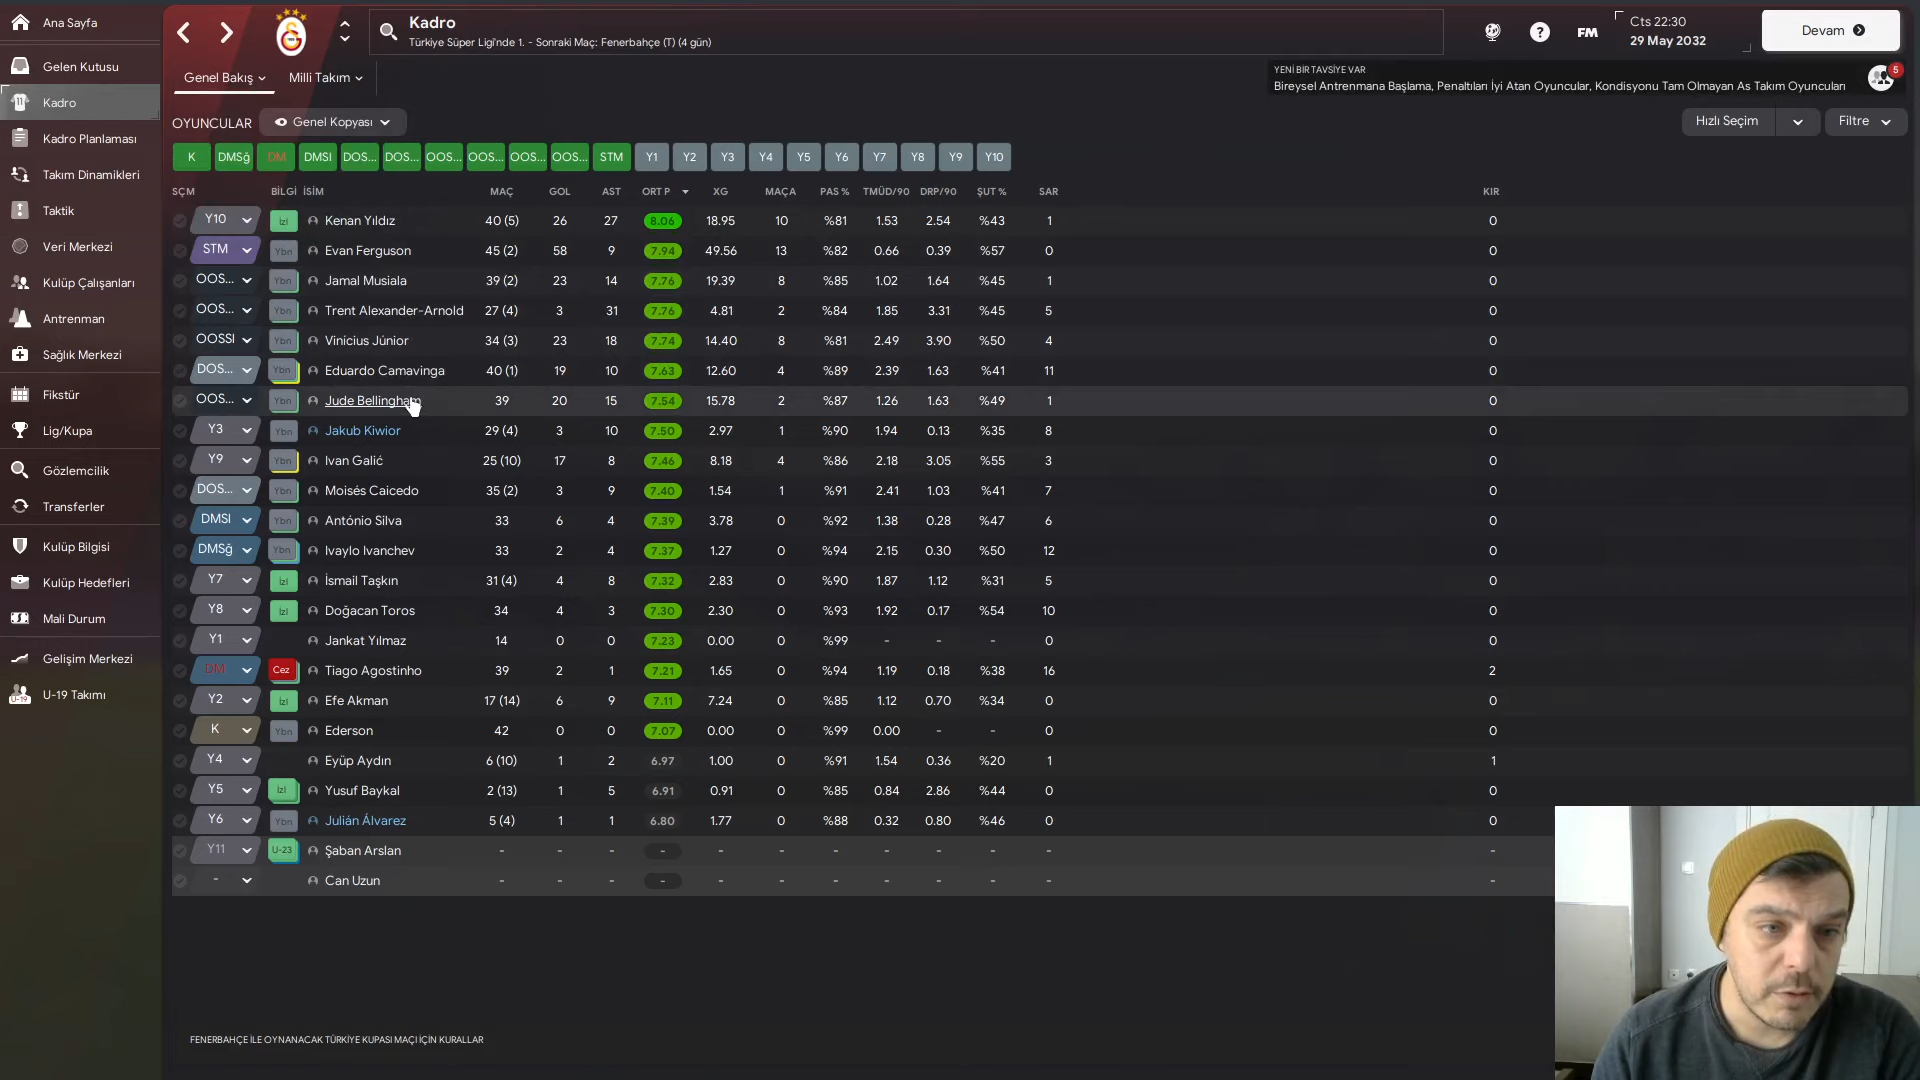 Ana Sayfa
Gelen Kutusu
Kadro
Kadro Planlaması
Takım Dinamikleri
Taktik
Veri Merkezi
Kulüp Çalışanları
Antrenman
Sağlık Merkezi
Fikstür
Lig/Kupa
Gözlemcilik
Transferler
Kulüp Bilgisi
Kulüp Hedefleri
Mali Durum
Gelişim Merkezi
U-19 Takımı
Kadro
Türkiye Süper Ligi'nde 1. - Sonraki Maç: Fenerbahçe (T) (4 gün)
FM
Cts 22:30
29 May 2032
Devam
Genel Bakış Milli Takım
YENİ BİR TAVSİYE VAR
Bireysel Antrenmana Başlama, Penaltıları İyi Atan Oyuncular, Kondisyonu Tam Olmayan As Takım Oyuncuları
5
OYUNCULAR Genel Kopyası
Hızlı Seçim Filtre
K DMSğ DM DMSl DOS... DOS... OOS... OOS... OOS... OOS... STM Y1 Y2 Y3 Y4 Y5 Y6 Y7 Y8 Y9 Y10
SÇM BİLGİ İSİM MAÇ GOL AST ORT P XG MAÇA PAS % TMÜD/90 DRP/90 ŞUT % SAR KIR
Y10 İzl Kenan Yıldız 40 (5) 26 27 8.06 18.95 10 %81 1.53 2.54 %43 1 0
STM Ybn Evan Ferguson 45 (2) 58 9 7.94 49.56 13 %82 0.66 0.39 %57 0 0
OOS... Ybn Jamal Musiala 39 (2) 23 14 7.76 19.39 8 %85 1.02 1.64 %45 1 0
OOS... Ybn Trent Alexander-Arnold 27 (4) 3 31 7.76 4.81 2 %84 1.85 3.31 %45 5 0
OOSSl Ybn Vinícius Júnior 34 (3) 23 18 7.74 14.40 8 %81 2.49 3.90 %50 4 0
DOS... Ybn Eduardo Camavinga 40 (1) 19 10 7.63 12.60 4 %89 2.39 1.63 %41 11 0
OOS... Ybn Jude Bellingham 39 20 15 7.54 15.78 2 %87 1.26 1.63 %49 1 0
Y3 Ybn Jakub Kiwior 29 (4) 3 10 7.50 2.97 1 %90 1.94 0.13 %35 8 0
Y9 Ybn Ivan Galić 25 (10) 17 8 7.46 8.18 4 %86 2.18 3.05 %55 3 0
DOS... Ybn Moisés Caicedo 35 (2) 3 9 7.40 1.54 1 %91 2.41 1.03 %41 7 0
DMSl Ybn António Silva 33 6 4 7.39 3.78 0 %92 1.38 0.28 %47 6 0
DMSğ Ybn Ivaylo Ivanchev 33 2 4 7.37 1.27 0 %94 2.15 0.30 %50 12 0
Y7 İzl İsmail Taşkın 31 (4) 4 8 7.32 2.83 0 %90 1.87 1.12 %31 5 0
Y8 İzl Doğacan Toros 34 4 3 7.30 2.30 0 %93 1.92 0.17 %54 10 0
Y1 Jankat Yılmaz 14 0 0 7.23 0.00 0 %99 - - - 0 0
DM Cez Tiago Agostinho 39 2 1 7.21 1.65 0 %94 1.19 0.18 %38 16 2
Y2 İzl Efe Akman 17 (14) 6 9 7.11 7.24 0 %85 1.12 0.70 %34 0 0
K Ybn Ederson 42 0 0 7.07 0.00 0 %99 0.00 - - 0 0
Y4 Eyüp Aydın 6 (10) 1 2 6.97 1.00 0 %91 1.54 0.36 %20 1 1
Y5 İzl Yusuf Baykal 2 (13) 1 5 6.91 0.91 0 %85 0.84 2.86 %44 0 0
Y6 Ybn Julián Álvarez 5 (4) 1 1 6.80 1.77 0 %88 0.32 0.80 %46 0 0
Y11 U-23 Şaban Arslan - - - - - - - - - - - -
- Can Uzun - - - - - - - - - - - -
FENERBAHÇE İLE OYNANACAK TÜRKİYE KUPASI MAÇI İÇİN KURALLAR